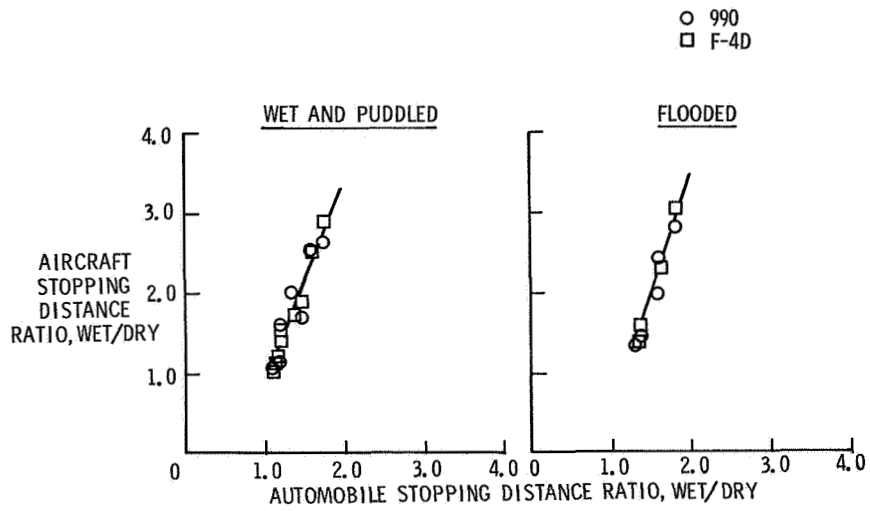 990
F-4D
WET AND PUDDLED
FLOODED
4.0
3.0
2.0
1.0
AIRCRAFT
STOPPING
DISTANCE
RATIO, WET/DRY
0 1.0 2.0 3.0 4.0 0 1.0 2.0 3.0 4.0
AUTOMOBILE STOPPING DISTANCE RATIO, WET/DRY